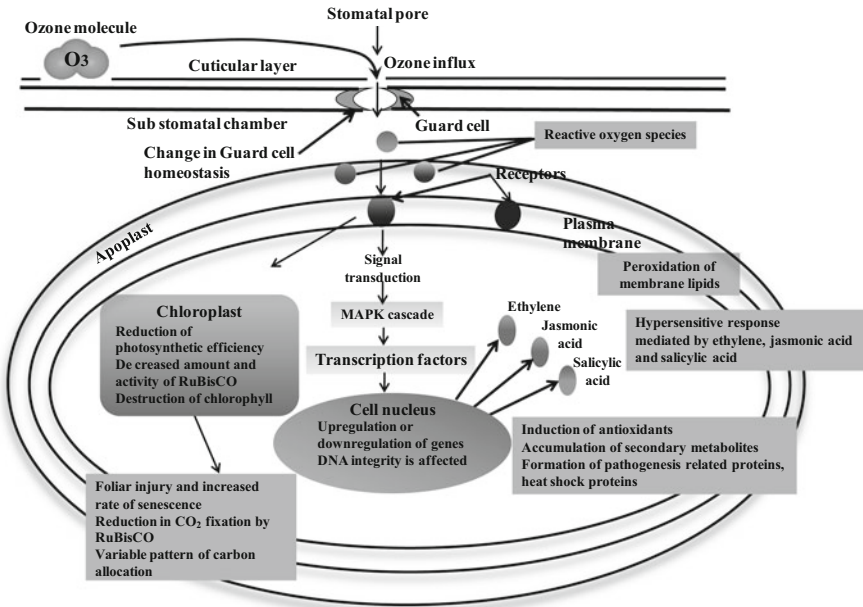 Stomatal pore
Ozone molecule
O3
Cuticular layer
Ozone influx
Sub stomatal chamber
Guard cell
Change in Guard cell
homeostasis
Reactive oxygen species
Receptors
Apoplast
Plasma
membrane
Peroxidation of
membrane lipids
Signal
transduction
MAPK cascade
Transcription factors
Ethylene
Jasmonic
acid
Salicylic
acid
Hypersensitive response
mediated by ethylene, jasmonic acid
and salicylic acid
Chloroplast
Reduction of
photosynthetic efficiency
De creased amount and
activity of RuBisCO
Destruction of chlorophyll
Cell nucleus
Upregulation or
downregulation of genes
DNA integrity is affected
Induction of antioxidants
Accumulation of secondary metabolites
Formation of pathogenesis related proteins,
heat shock proteins
Foliar injury and increased
rate of senescence
Reduction in CO₂ fixation by
RuBisCO
Variable pattern of carbon
allocation